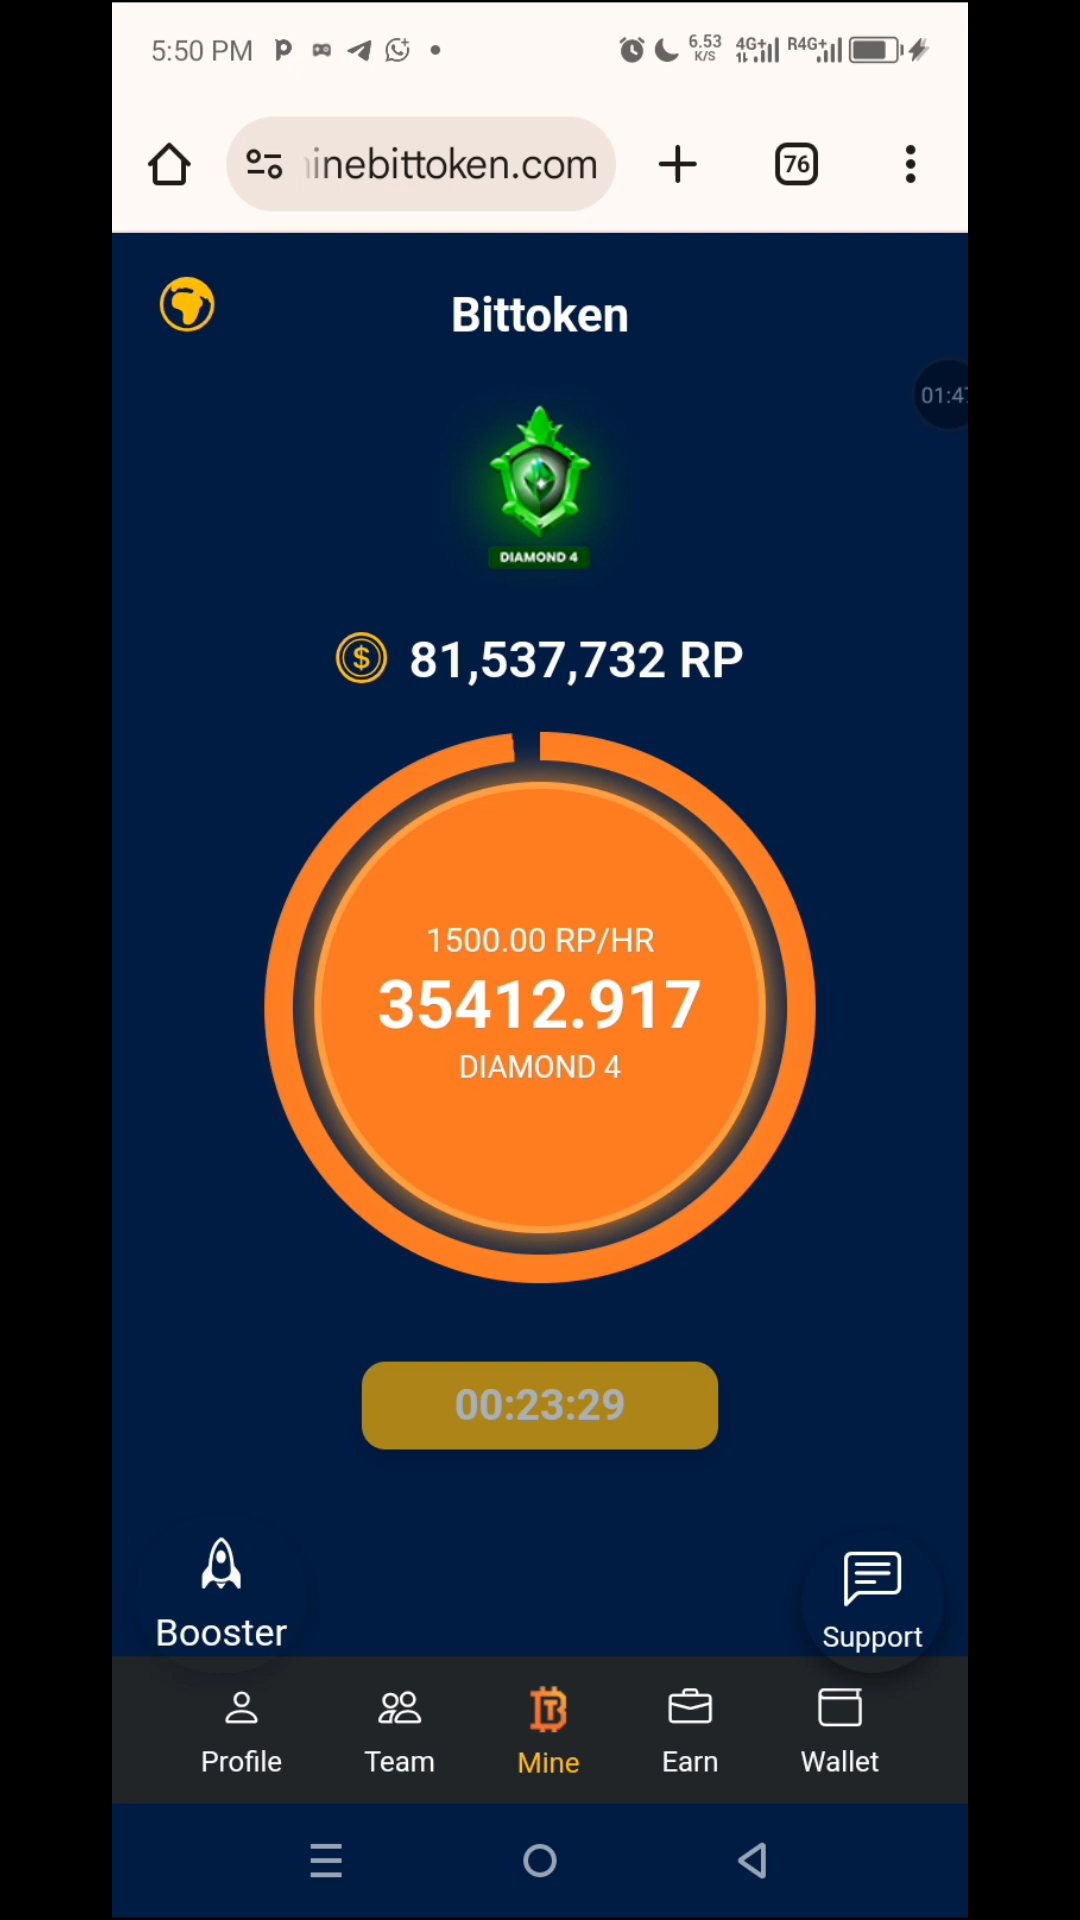 5:50 PM 6.53 K/S 4G+ R4G+
inebittoken.com 76
Bittoken
01:47
DIAMOND 4
$ 81,537,732 RP
1500.00 RP/HR
35412.917
DIAMOND 4
00:23:29
Booster
Support
Profile Team Mine Earn Wallet